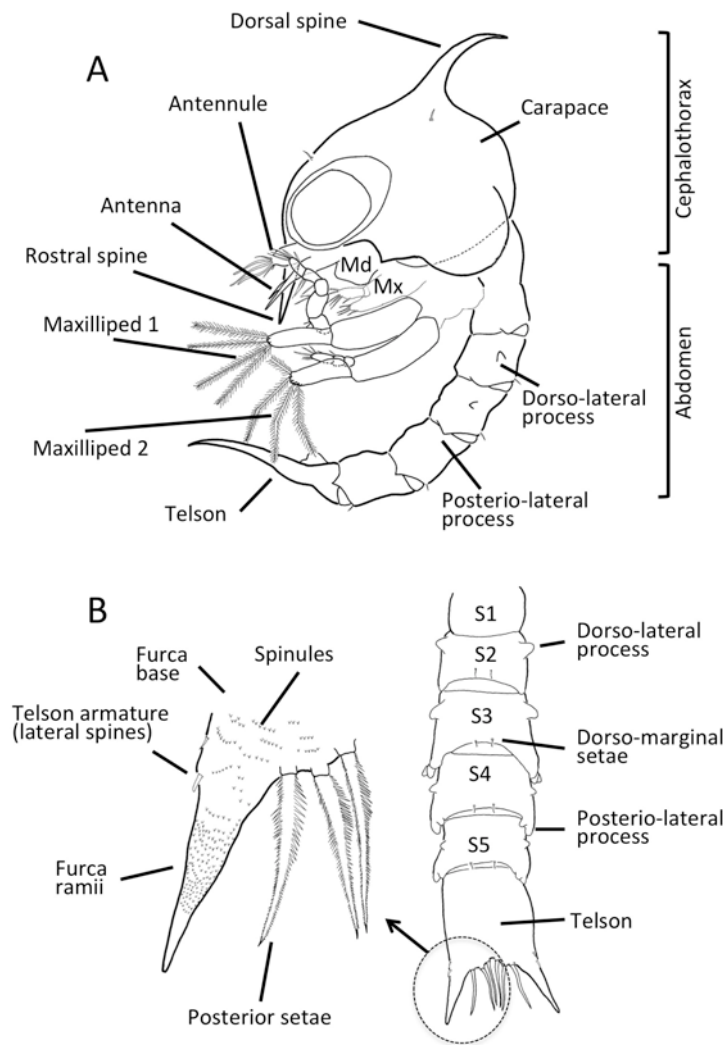 Dorsal spine
A
Antennule
Carapace
Cephalothorax
Antenna
Rostral spine
Md
Mx
Maxilliped 1
Dorso-lateral
process
Abdomen
Maxilliped 2
Posterio-lateral
process
Telson
B
S1
Furca
base
Spinules
Dorso-lateral
process
S2
Telson armature
(lateral spines)
S3
Dorso-marginal
setae
S4
Posterio-lateral
process
S5
Furca
ramii
Telson
Posterior setae